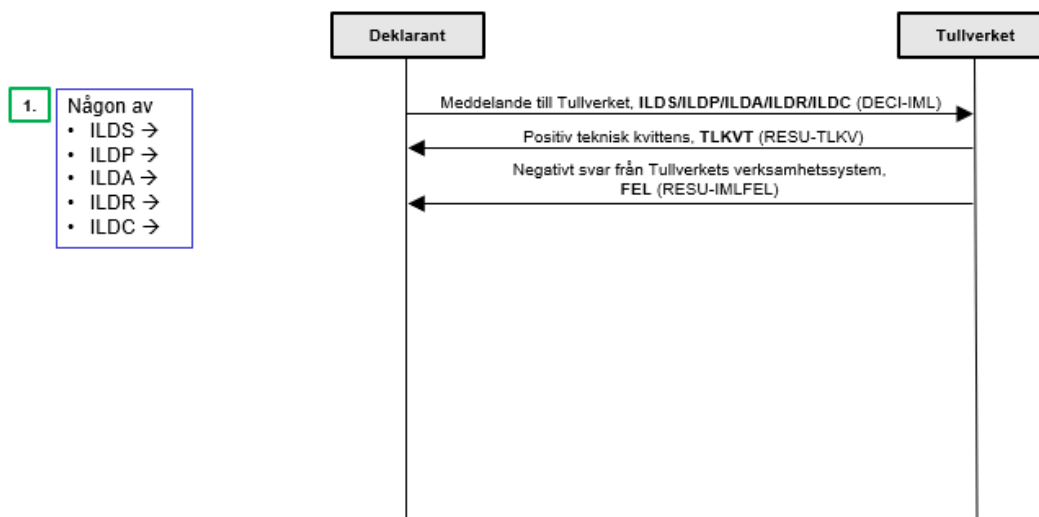 Deklarant
Tullverket
1.
Någon av
• ILDS →
• ILDP →
• ILDA →
• ILDR →
• ILDC →
Meddelande till Tullverket, ILDS/ILDP/ILDA/ILDR/ILDC (DECI-IML)
Positiv teknisk kvittens, TLKVT (RESU-TLKV)
Negativt svar från Tullverkets verksamhetssystem,
FEL (RESU-IMLFEL)